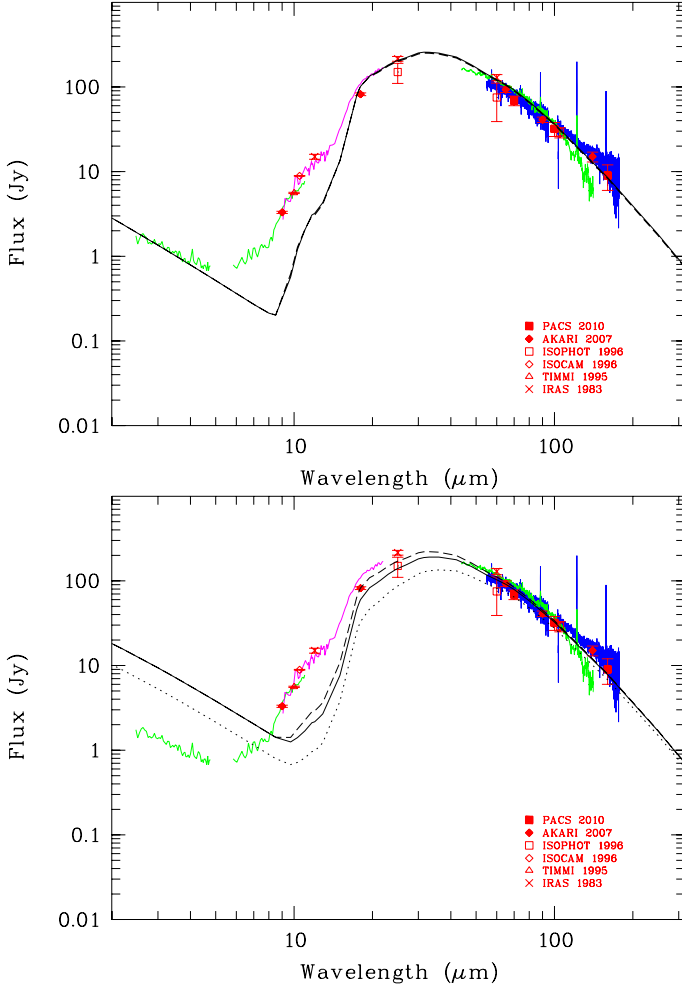 100
10
1
0.1
0.01
Flux (Jy)
10
100
Wavelength (μm)
PACS 2010
AKARI 2007
ISOPHOT 1996
ISOCAM 1996
TIMMI 1995
IRAS 1983
100
10
1
0.1
0.01
Flux (Jy)
10
100
Wavelength (μm)
PACS 2010
AKARI 2007
ISOPHOT 1996
ISOCAM 1996
TIMMI 1995
IRAS 1983